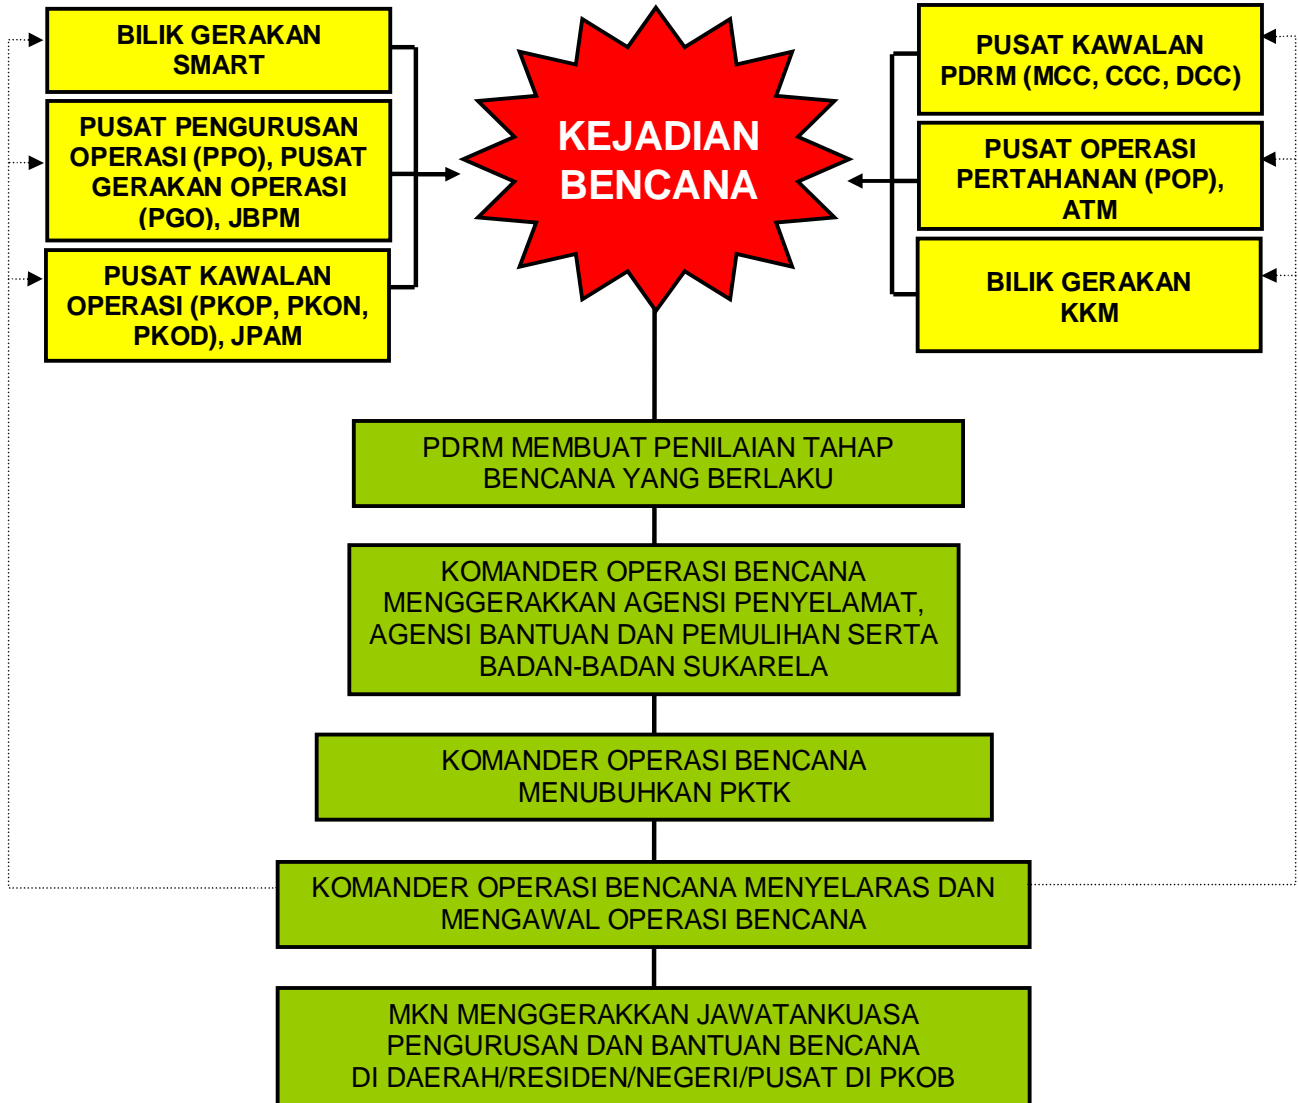 BILIK GERAKAN
SMART
PUSAT PENGURUSAN
OPERASI (PPO), PUSAT
GERAKAN OPERASI
(PGO), JBPM
PUSAT KAWALAN
OPERASI (PKOP, PKON,
PKOD), JPAM
KEJADIAN
BENCANA
PUSAT KAWALAN
PDRM (MCC, CCC, DCC)
PUSAT OPERASI
PERTAHANAN (POP),
ATM
BILIK GERAKAN
KKM
PDRM MEMBUAT PENILAIAN TAHAP
BENCANA YANG BERLAKU
KOMANDER OPERASI BENCANA
MENGGERAKKAN AGENSI PENYELAMAT,
AGENSI BANTUAN DAN PEMULIHAN SERTA
BADAN-BADAN SUKARELA
KOMANDER OPERASI BENCANA
MENUBUHKAN PKTK
KOMANDER OPERASI BENCANA MENYELARAS DAN
MENGAWAL OPERASI BENCANA
MKN MENGGERAKKAN JAWATANKUASA
PENGURUSAN DAN BANTUAN BENCANA
DI DAERAH/RESIDEN/NEGERI/PUSAT DI PKOB